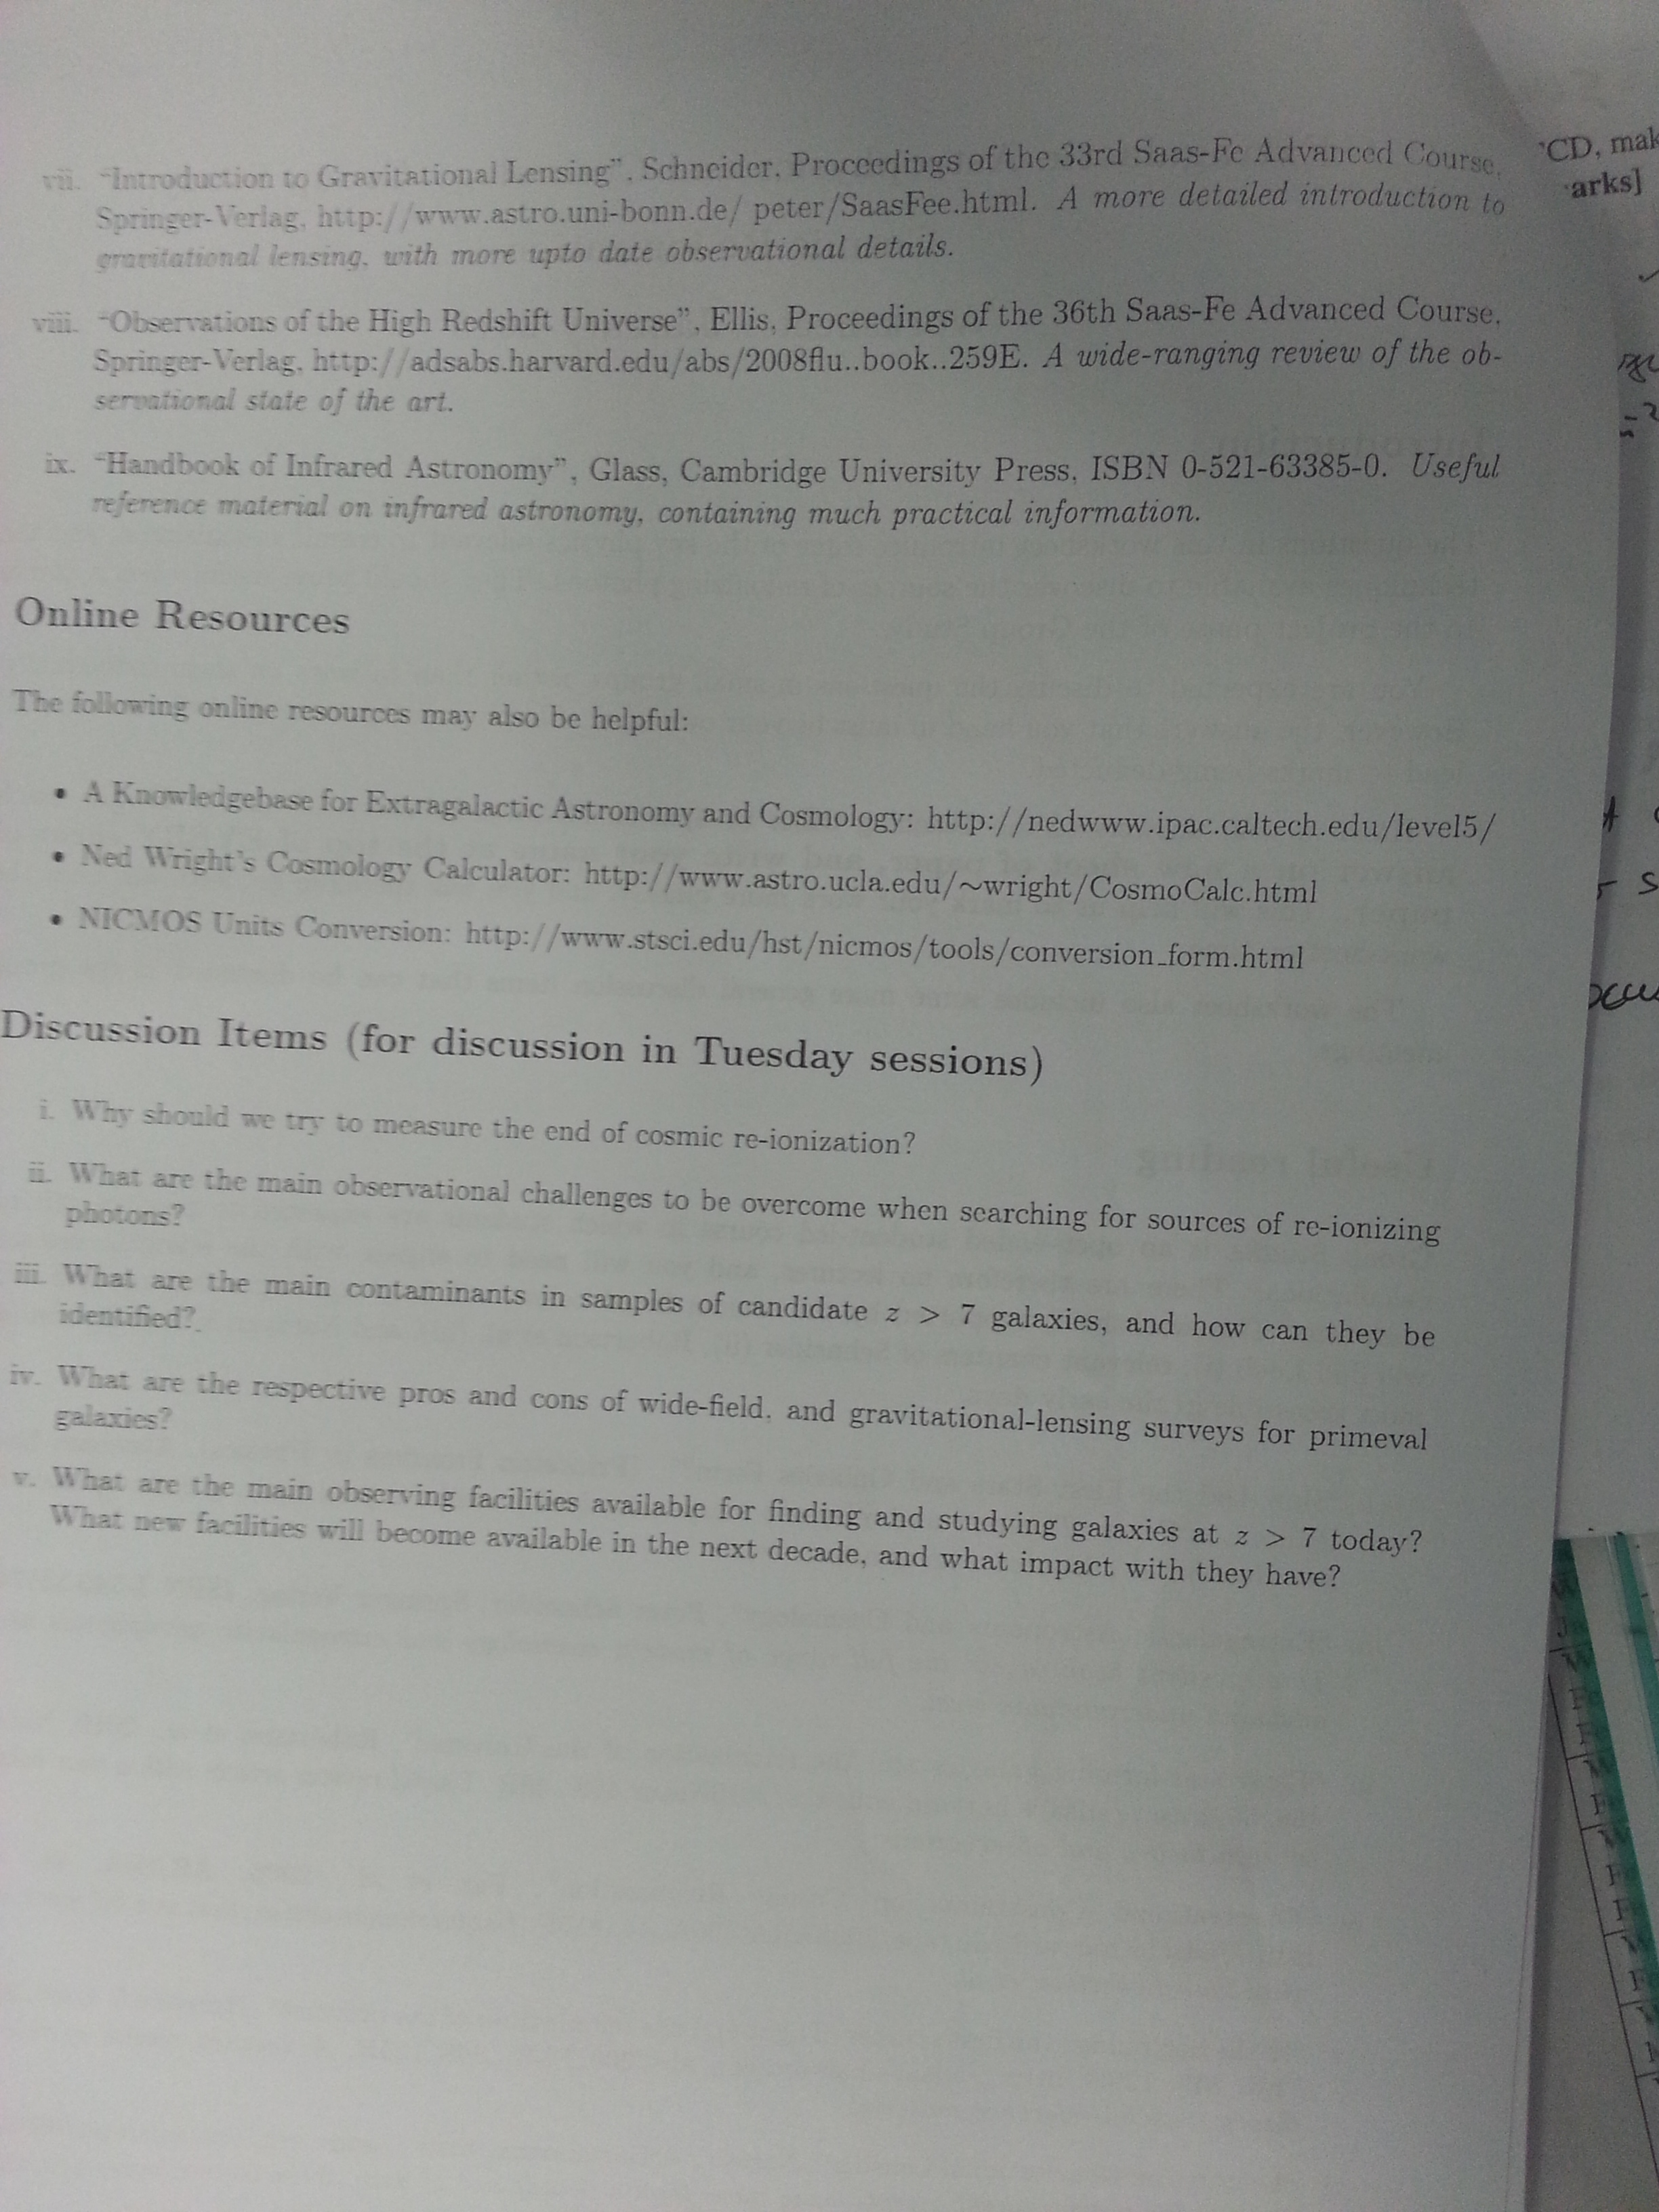 vii. "Introduction to Gravitational Lensing", Schneider, Proceedings of the 33rd Saas-Fe Advanced Course,
Springer-Verlag, http://www.astro.uni-bonn.de/ peter/SaasFee.html. A more detailed introduction to
gravitational lensing, with more upto date observational details.
viii. "Observations of the High Redshift Universe", Ellis, Proceedings of the 36th Saas-Fe Advanced Course,
Springer-Verlag, http://adsabs.harvard.edu/abs/2008flu..book..259E. A wide-ranging review of the ob-
servational state of the art.
ix. "Handbook of Infrared Astronomy", Glass, Cambridge University Press, ISBN 0-521-63385-0. Useful
reference material on infrared astronomy, containing much practical information.
Online Resources
The following online resources may also be helpful:
• A Knowledgebase for Extragalactic Astronomy and Cosmology: http://nedwww.ipac.caltech.edu/level5/
• Ned Wright's Cosmology Calculator: http://www.astro.ucla.edu/~wright/CosmoCalc.html
• NICMOS Units Conversion: http://www.stsci.edu/hst/nicmos/tools/conversion_form.html
Discussion Items (for discussion in Tuesday sessions)
i. Why should we try to measure the end of cosmic re-ionization?
ii. What are the main observational challenges to be overcome when searching for sources of re-ionizing
photons?
iii. What are the main contaminants in samples of candidate z > 7 galaxies, and how can they be
identified?
iv. What are the respective pros and cons of wide-field, and gravitational-lensing surveys for primeval
galaxies?
v. What are the main observing facilities available for finding and studying galaxies at z > 7 today?
What new facilities will become available in the next decade, and what impact with they have?
CD, mak
arks]